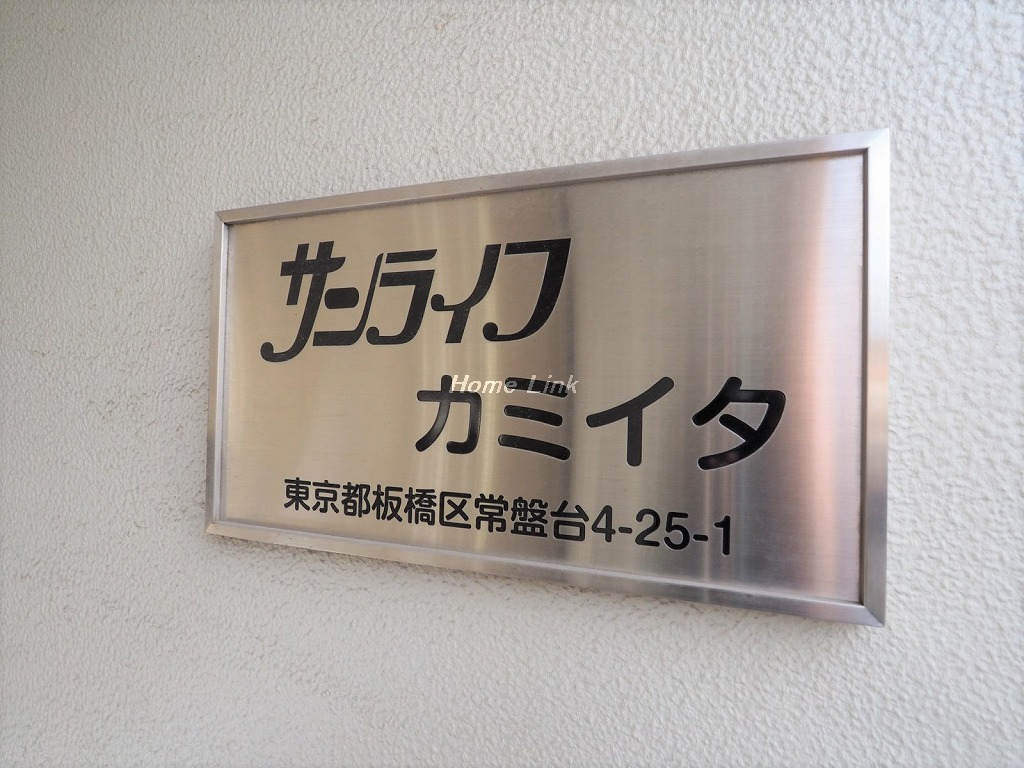 サンライフ
カミイタ
Home Link
東京都板橋区常盤台4-25-1